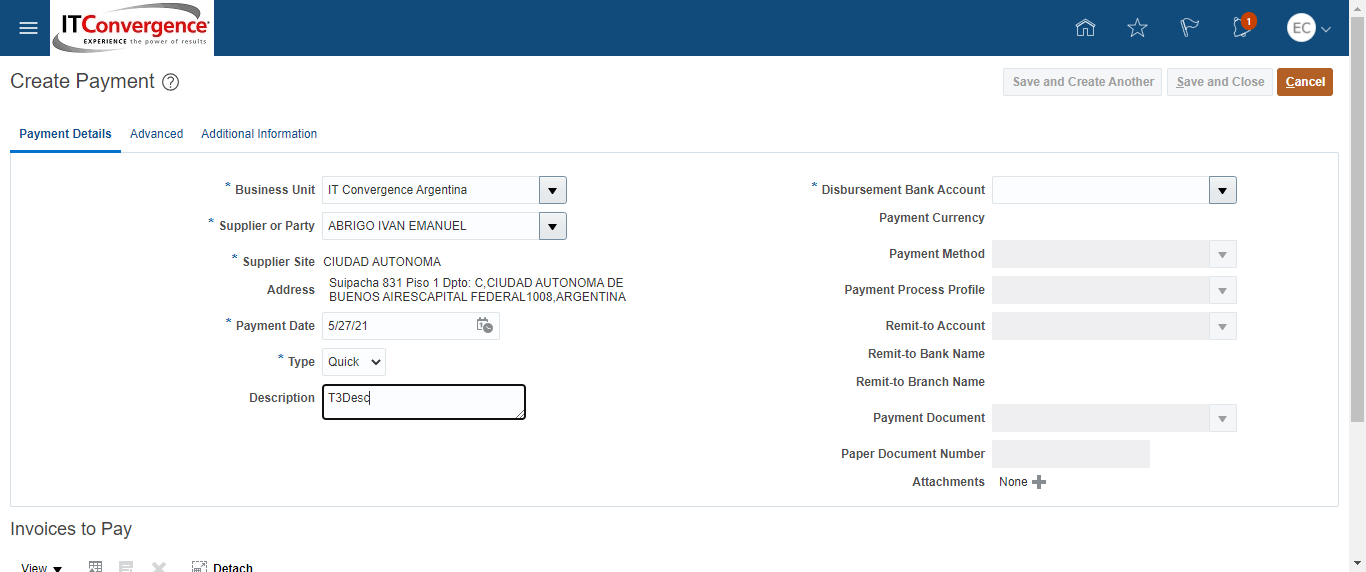 ITConvergence
EXPERIENCE the power of results
1
EC
Create Payment ?
Save and Create Another
Save and Close
Cancel
Payment Details
Advanced
Additional Information
* Business Unit IT Convergence Argentina
* Supplier or Party ABRIGO IVAN EMANUEL
* Supplier Site CIUDAD AUTONOMA
Address Suipacha 831 Piso 1 Dpto: C,CIUDAD AUTONOMA DE
BUENOS AIRESCAPITAL FEDERAL1008,ARGENTINA
* Payment Date 5/27/21
* Type Quick
Description T3Desc
* Disbursement Bank Account
Payment Currency
Payment Method
Payment Process Profile
Remit-to Account
Remit-to Bank Name
Remit-to Branch Name
Payment Document
Paper Document Number
Attachments None
Invoices to Pay
View
Detach